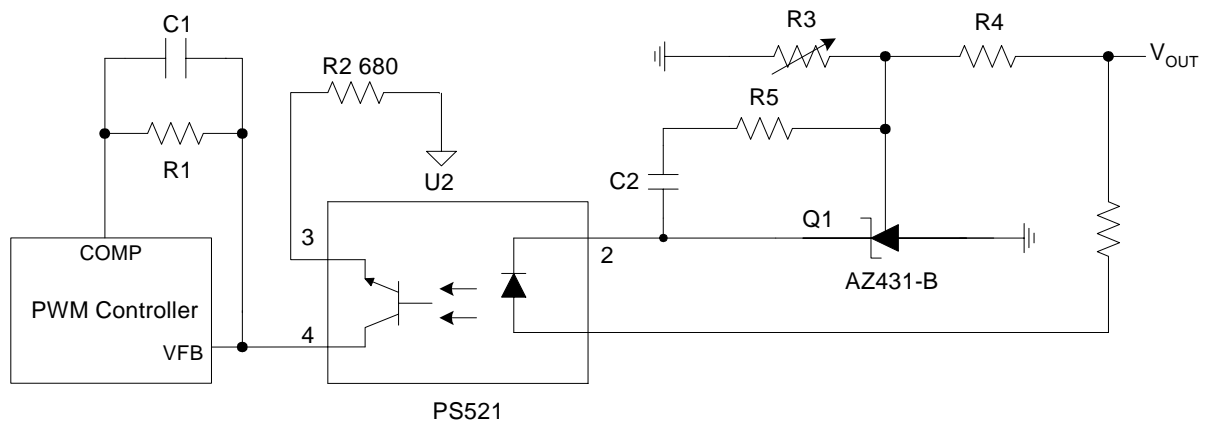 C1
R3
R4
V_OUT
R2 680
R5
R1
U2
C2
Q1
3
2
COMP
AZ431-B
PWM Controller
4
VFB
PS521